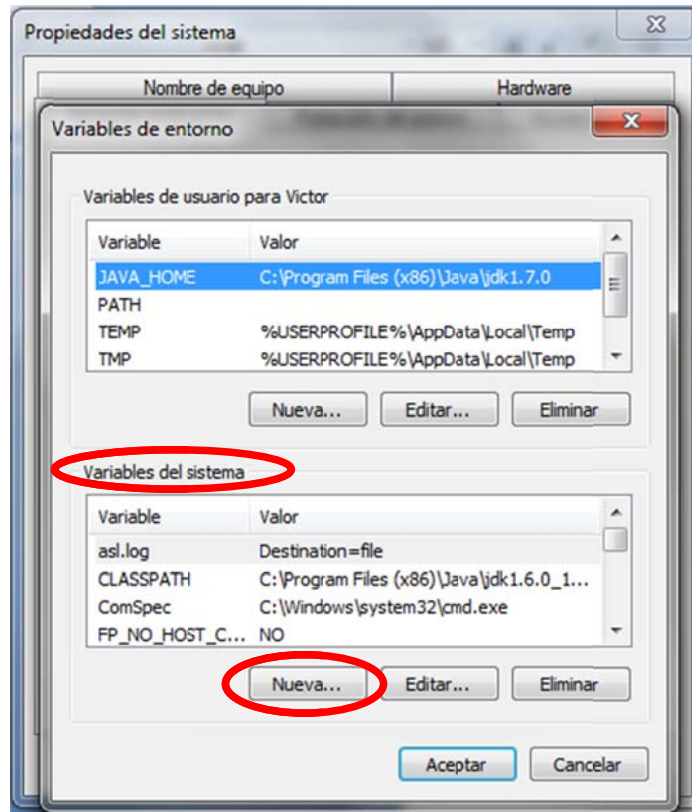 Propiedades del sistema
Nombre de equipo Hardware
Variables de entorno
Variables de usuario para Victor
Variable Valor
JAVA_HOME C:\Program Files (x86)\Java\jdk1.7.0
PATH
TEMP %USERPROFILE%\AppData\Local\Temp
TMP %USERPROFILE%\AppData\Local\Temp
Nueva... Editar... Eliminar
Variables del sistema
Variable Valor
asl.log Destination=file
CLASSPATH C:\Program Files (x86)\Java\jdk1.6.0_1...
ComSpec C:\Windows\system32\cmd.exe
FP_NO_HOST_C... NO
Nueva... Editar... Eliminar
Aceptar Cancelar